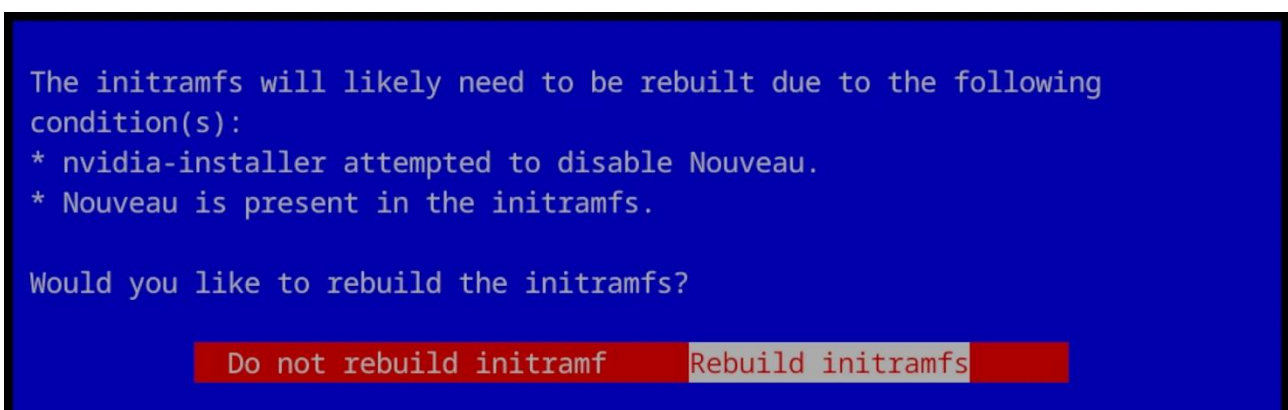 The initramfs will likely need to be rebuilt due to the following
condition(s):
* nvidia-installer attempted to disable Nouveau.
* Nouveau is present in the initramfs.
Would you like to rebuild the initramfs?
Do not rebuild initramf Rebuild initramfs